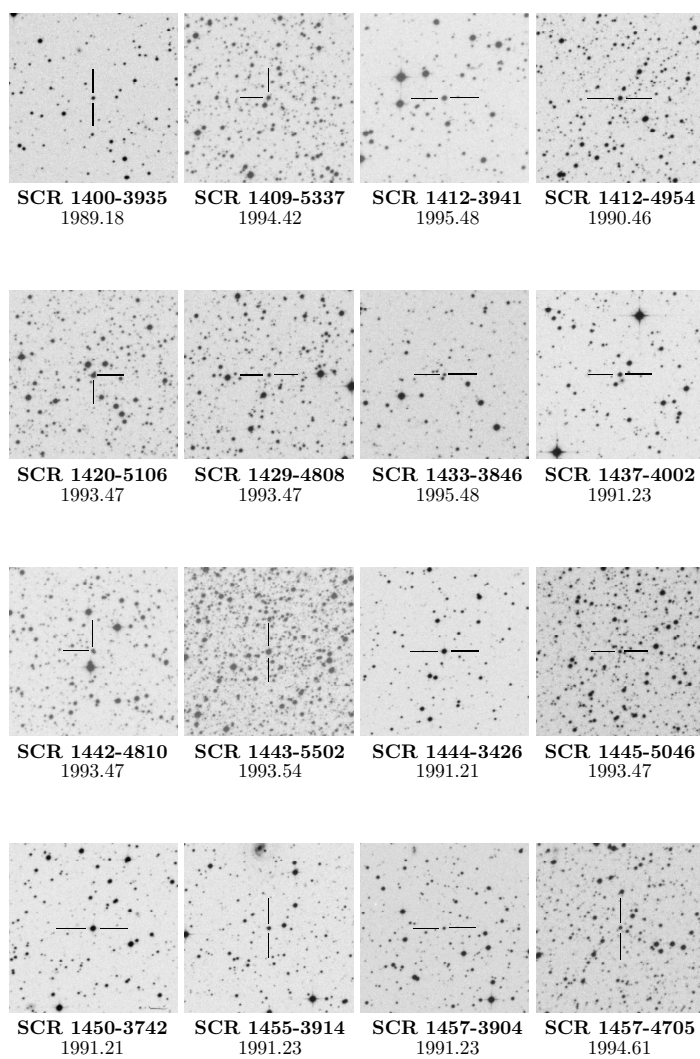 SCR 1400-3935 SCR 1409-5337 SCR 1412-3941 SCR 1412-4954
1989.18 1994.42 1995.48 1990.46
SCR 1420-5106 SCR 1429-4808 SCR 1433-3846 SCR 1437-4002
1993.47 1993.47 1995.48 1991.23
SCR 1442-4810 SCR 1443-5502 SCR 1444-3426 SCR 1445-5046
1993.47 1993.54 1991.21 1993.47
SCR 1450-3742 SCR 1455-3914 SCR 1457-3904 SCR 1457-4705
1991.21 1991.23 1991.23 1994.61